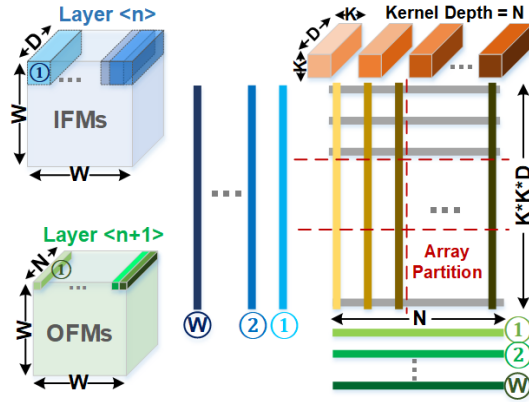 Layer <n>
D
①
W
IFMs
W
Layer <n+1>
N
①
W
OFMs
W
Ⓦ
②
①
D
K
K
Kernel Depth = N
K*K*D
Array
Partition
N
①
②
Ⓦ